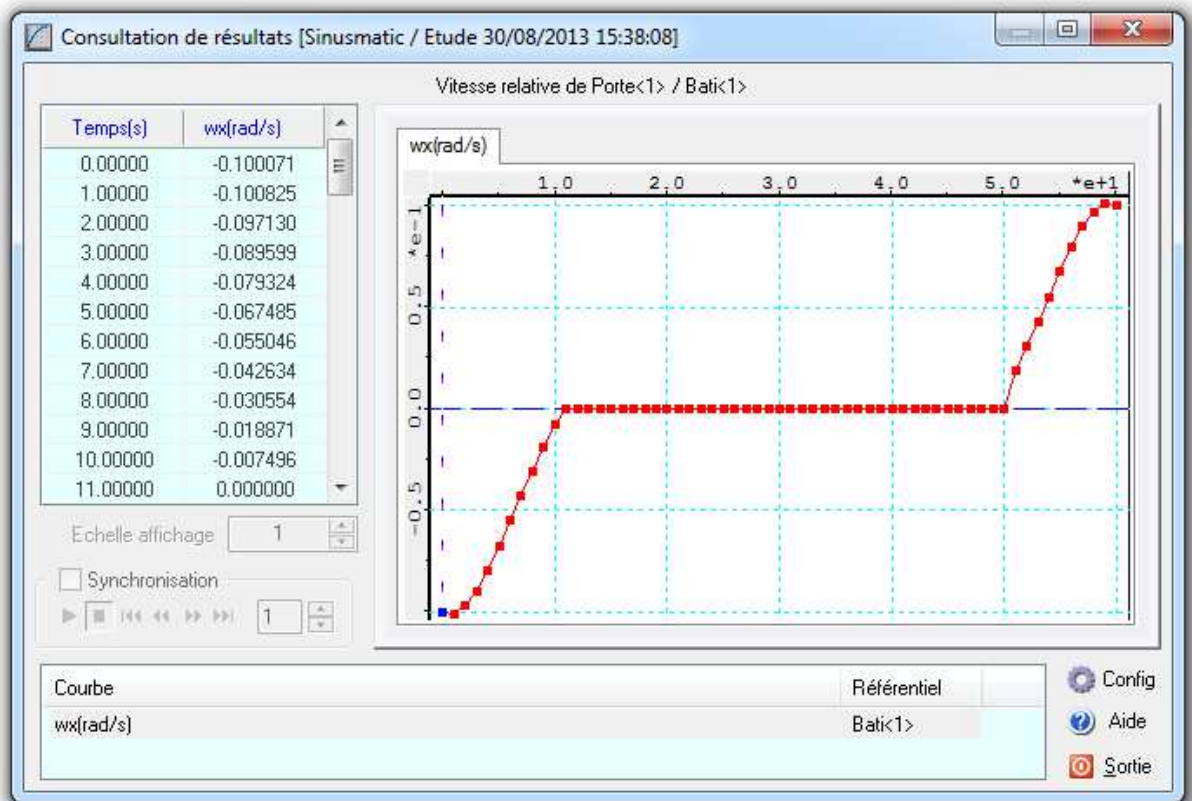 Consultation de résultats [Sinusmatic / Etude 30/08/2013 15:38:08]
Vitesse relative de Porte<1> / Bati<1>
Temps(s) wx(rad/s)
0.00000 -0.100071
1.00000 -0.100825
2.00000 -0.097130
3.00000 -0.089599
4.00000 -0.079324
5.00000 -0.067485
6.00000 -0.055046
7.00000 -0.042634
8.00000 -0.030554
9.00000 -0.018871
10.00000 -0.007496
11.00000 0.000000
Echelle affichage 1
Synchronisation
1
wx(rad/s)
1.0 2.0 3.0 4.0 5.0 *e+1
*e-1
0.5
0.0
-0.5
Courbe Référentiel
wx(rad/s) Bati<1>
Config
Aide
Sortie